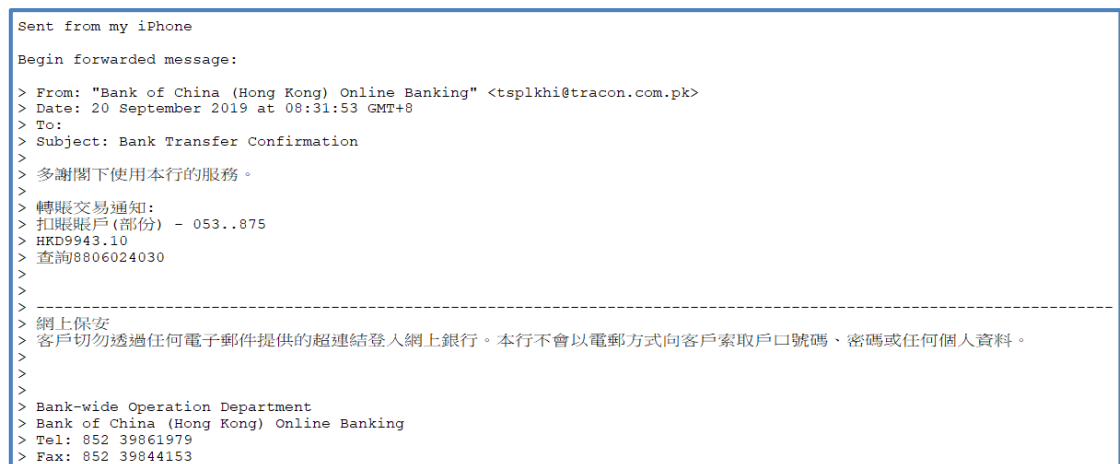 Sent from my iPhone
Begin forwarded message:
> From: "Bank of China (Hong Kong) Online Banking" <tsplkhi@tracon.com.pk>
> Date: 20 September 2019 at 08:31:53 GMT+8
> To:
> Subject: Bank Transfer Confirmation
>
> 多謝閣下使用本行的服務。
>
> 轉賬交易通知:
> 扣賬賬戶(部份) - 053..875
> HKD9943.10
> 查詢8806024030
>
>
> ----------------------------------------------------------------------------------------------------------------------
> 網上保安
> 客戶切勿透過任何電子郵件提供的超連結登入網上銀行。本行不會以電郵方式向客戶索取戶口號碼、密碼或任何個人資料。
>
>
> Bank-wide Operation Department
> Bank of China (Hong Kong) Online Banking
> Tel: 852 39861979
> Fax: 852 39844153